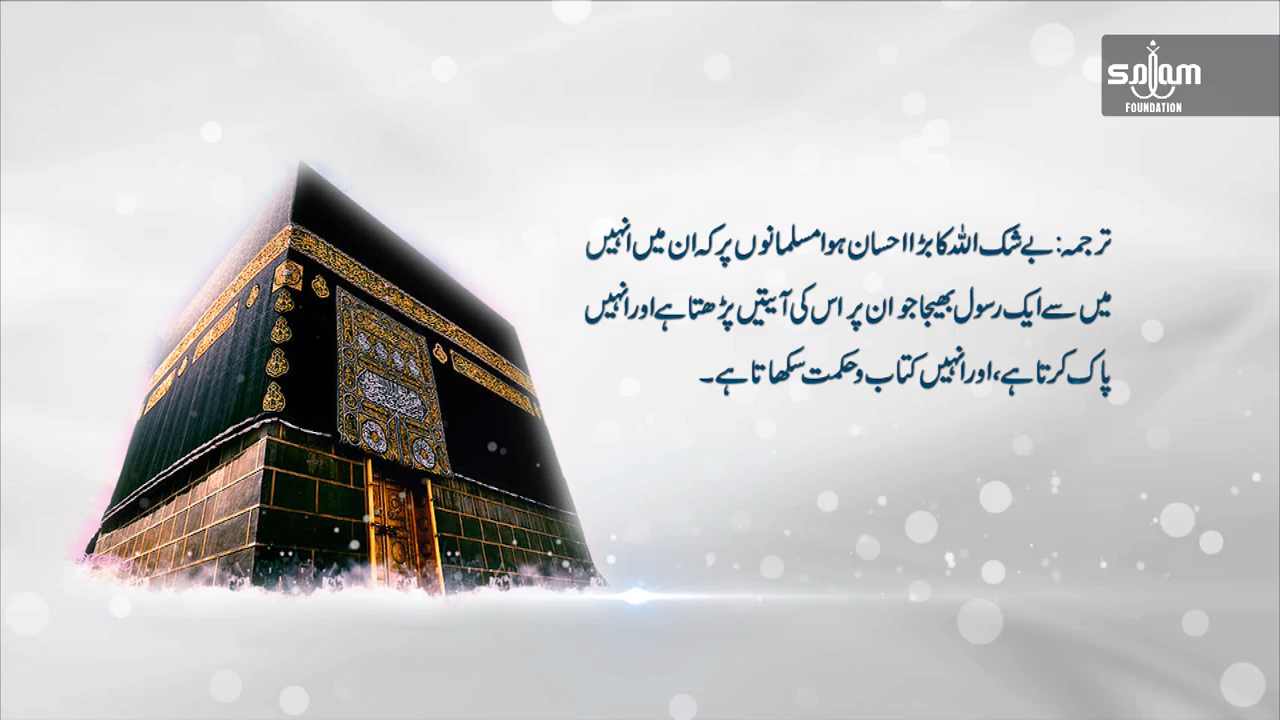 salam
FOUNDATION
ترجمہ: بے شک اللہ کا بڑا احسان ہوا مسلمانوں پر کہ ان میں انہیں
میں سے ایک رسول بھیجا جو ان پر اس کی آیتیں پڑھتا ہے اور انہیں
پاک کرتا ہے، اور انہیں کتاب و حکمت سکھاتا ہے۔